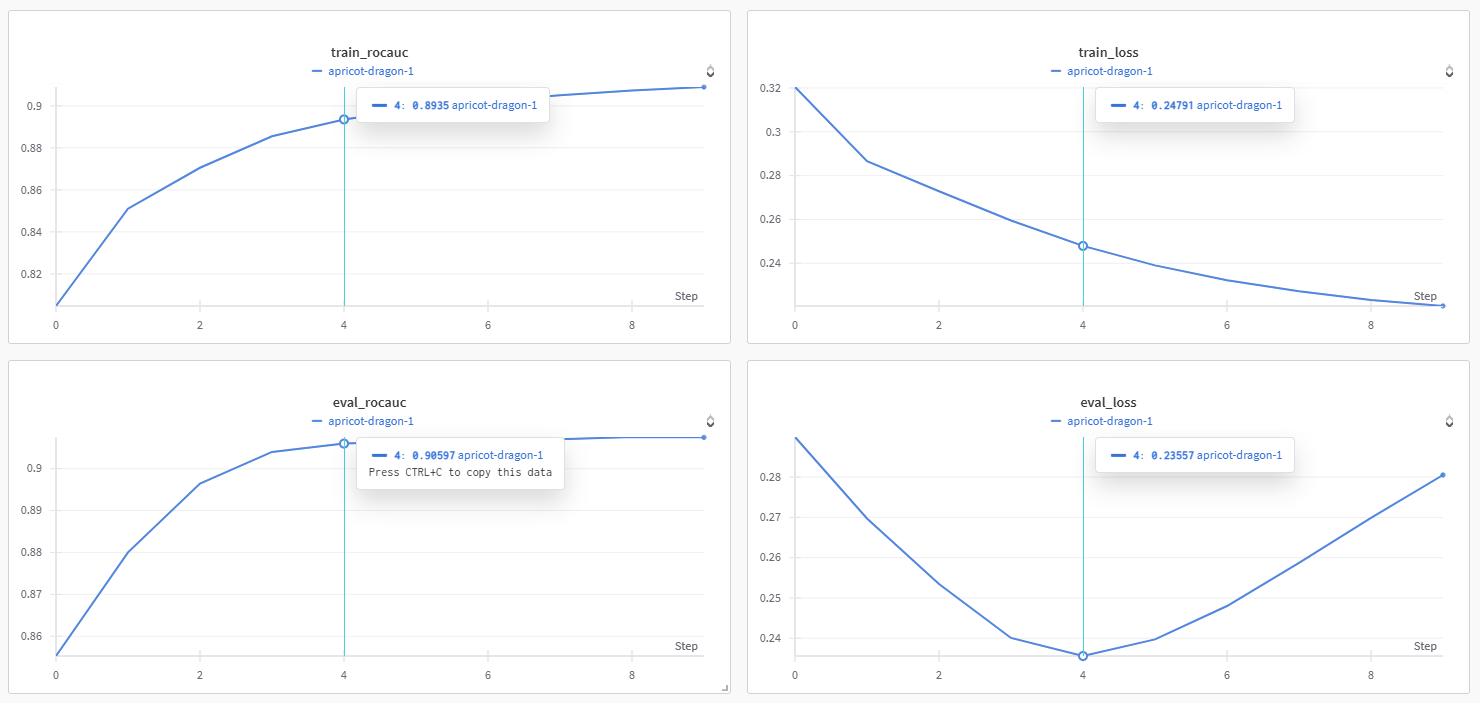 train_rocauc
apricot-dragon-1
4: 0.8935 apricot-dragon-1
0.9
0.88
0.86
0.84
0.82
Step
0 2 4 6 8
train_loss
apricot-dragon-1
4: 0.24791 apricot-dragon-1
0.32
0.3
0.28
0.26
0.24
Step
0 2 4 6 8
eval_rocauc
apricot-dragon-1
4: 0.90597 apricot-dragon-1
Press CTRL+C to copy this data
0.9
0.89
0.88
0.87
0.86
Step
0 2 4 6 8
eval_loss
apricot-dragon-1
4: 0.23557 apricot-dragon-1
0.28
0.27
0.26
0.25
0.24
Step
0 2 4 6 8